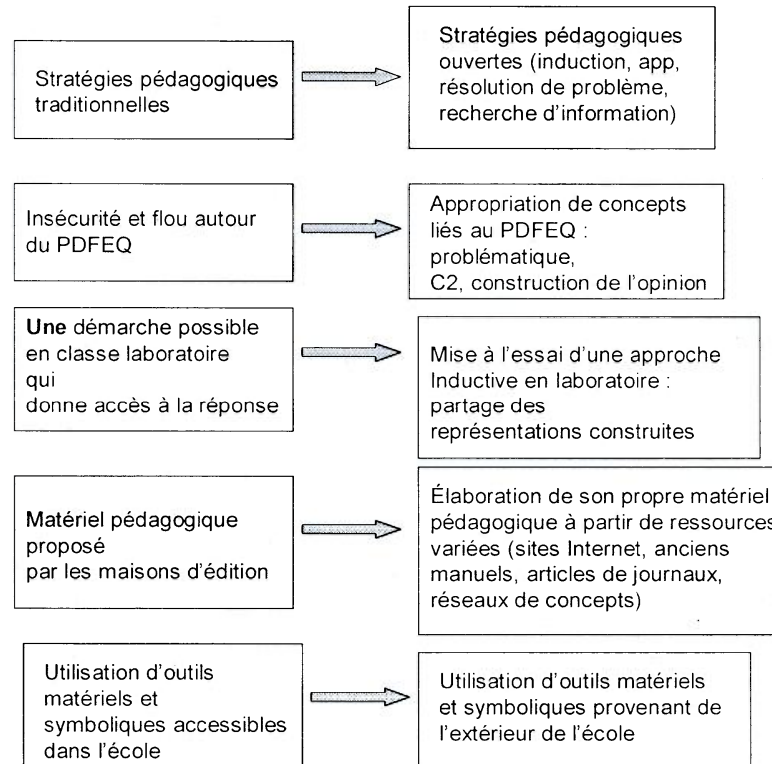 Stratégies pédagogiques
traditionnelles
Stratégies pédagogiques
ouvertes (induction, app,
résolution de problème,
recherche d'information)
Insécurité et flou autour
du PDFEQ
Appropriation de concepts
liés au PDFEQ :
problématique,
C2, construction de l'opinion
Une démarche possible
en classe laboratoire
qui
donne accès à la réponse
Mise à l'essai d'une approche
Inductive en laboratoire :
partage des
représentations construites
Matériel pédagogique
proposé
par les maisons d'édition
Élaboration de son propre matériel
pédagogique à partir de ressources
variées (sites Internet, anciens
manuels, articles de journaux,
réseaux de concepts)
Utilisation d'outils
matériels et
symboliques accessibles
dans l'école
Utilisation d'outils matériels
et symboliques provenant de
l'extérieur de l'école